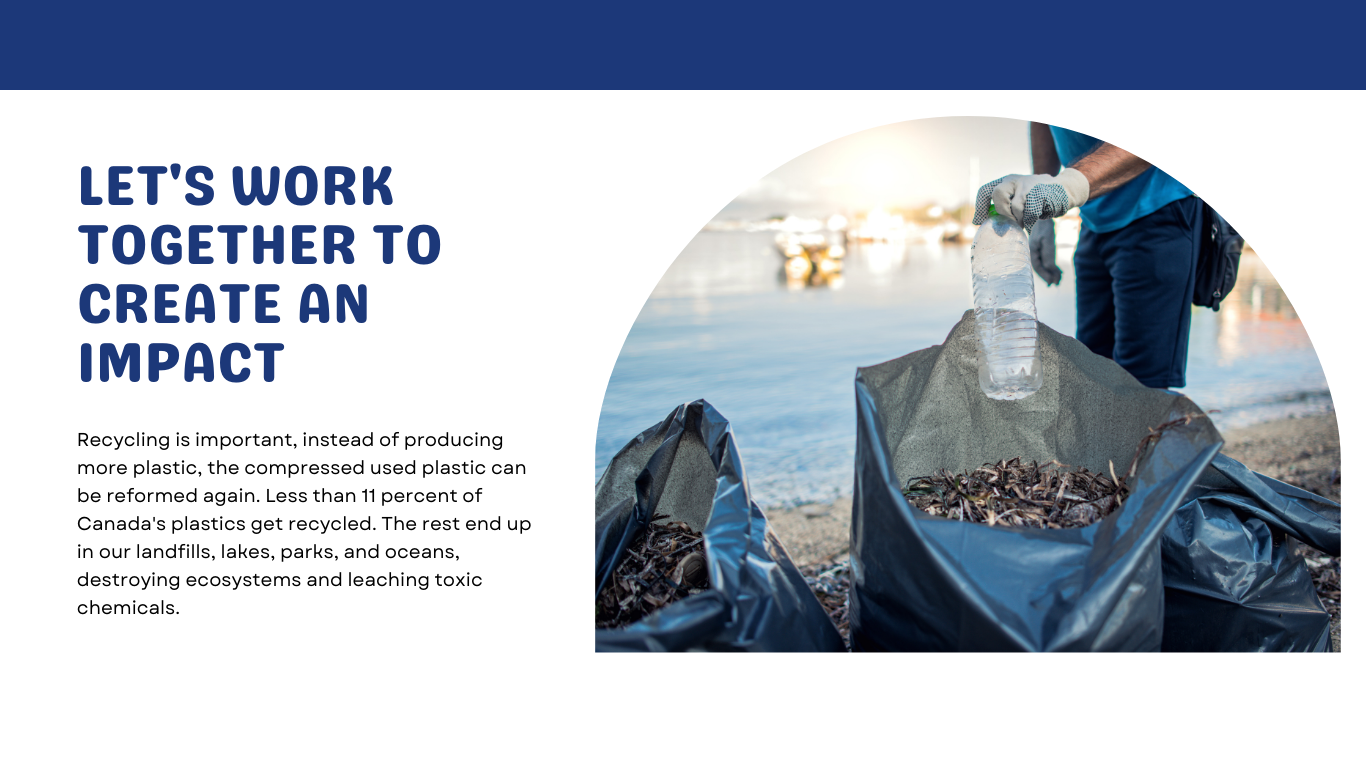 LET'S WORK
TOGETHER TO
CREATE AN
IMPACT
Recycling is important, instead of producing
more plastic, the compressed used plastic can
be reformed again. Less than 11 percent of
Canada's plastics get recycled. The rest end up
in our landfills, lakes, parks, and oceans,
destroying ecosystems and leaching toxic
chemicals.